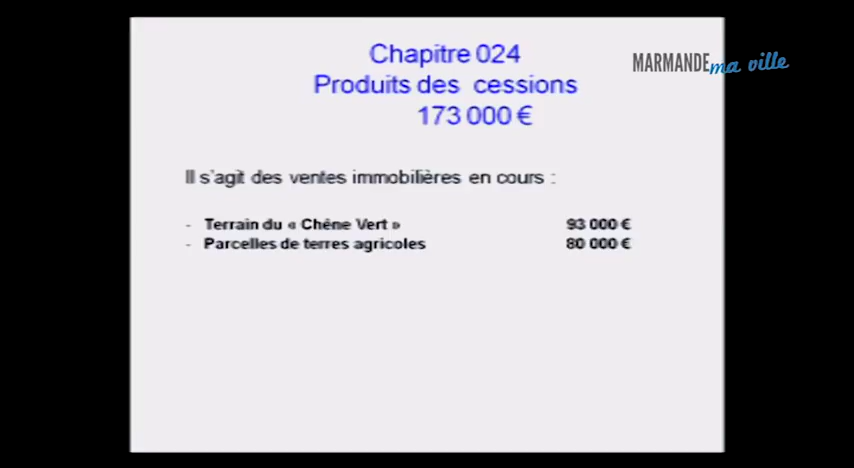 Chapitre 024
MARMANDE ma ville
Produits des cessions
173 000 €
Il s'agit des ventes immobilières en cours :
- Terrain du « Chêne Vert » 93 000 €
- Parcelles de terres agricoles 80 000 €